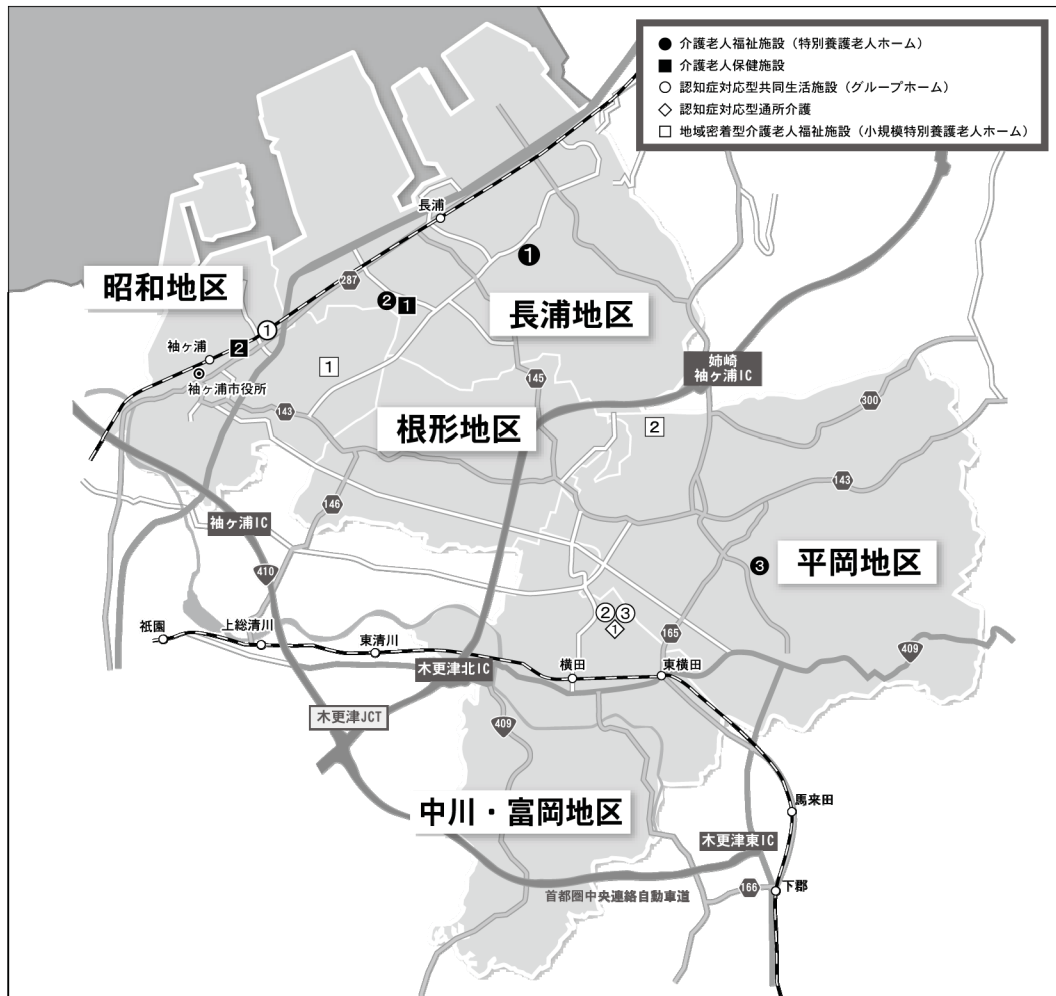 ● 介護老人福祉施設（特別養護老人ホーム）
■ 介護老人保健施設
○ 認知症対応型共同生活施設（グループホーム）
◇ 認知症対応型通所介護
□ 地域密着型介護老人福祉施設（小規模特別養護老人ホーム）
長浦
1
昭和地区
287
2
1
長浦地区
1
2
袖ヶ浦
袖ヶ浦市役所
1
145
姉崎
袖ヶ浦IC
143
根形地区
2
300
146
143
袖ヶ浦IC
410
3
平岡地区
2
3
1
祇園
上総清川
東清川
165
木更津北IC
横田
東横田
409
木更津JCT
409
中川・富岡地区
馬来田
木更津東IC
166
下郡
首都圏中央連絡自動車道